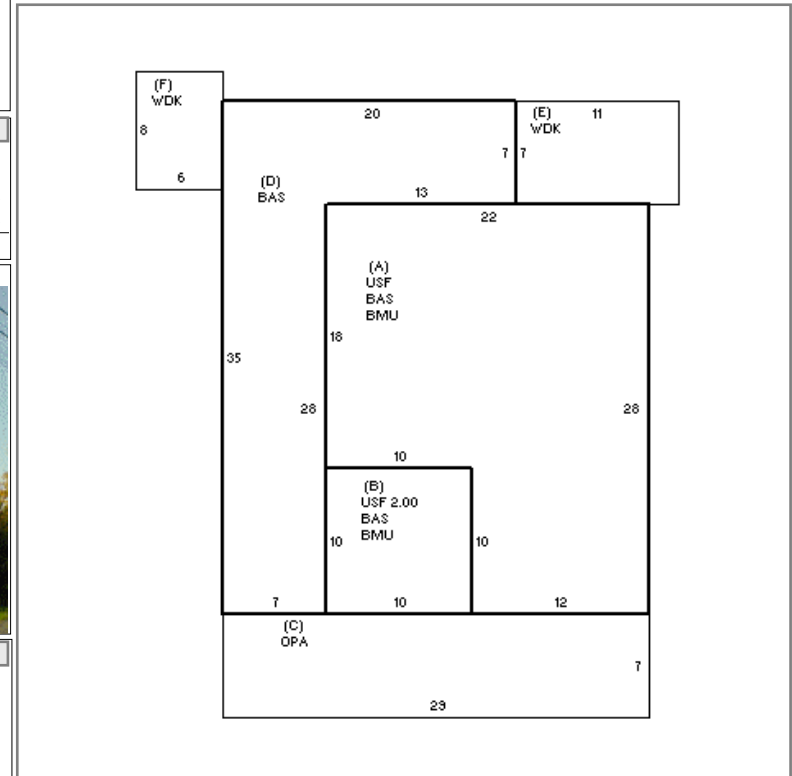 (F)
WDK
8
6
20
(E) 11
WDK
7 7
(D)
BAS
13
22
(A)
USF
BAS
BMU
18
35
28
28
10
(B)
USF 2.00
BAS
BMU
10
10
7
10
12
(C)
OPA
7
29